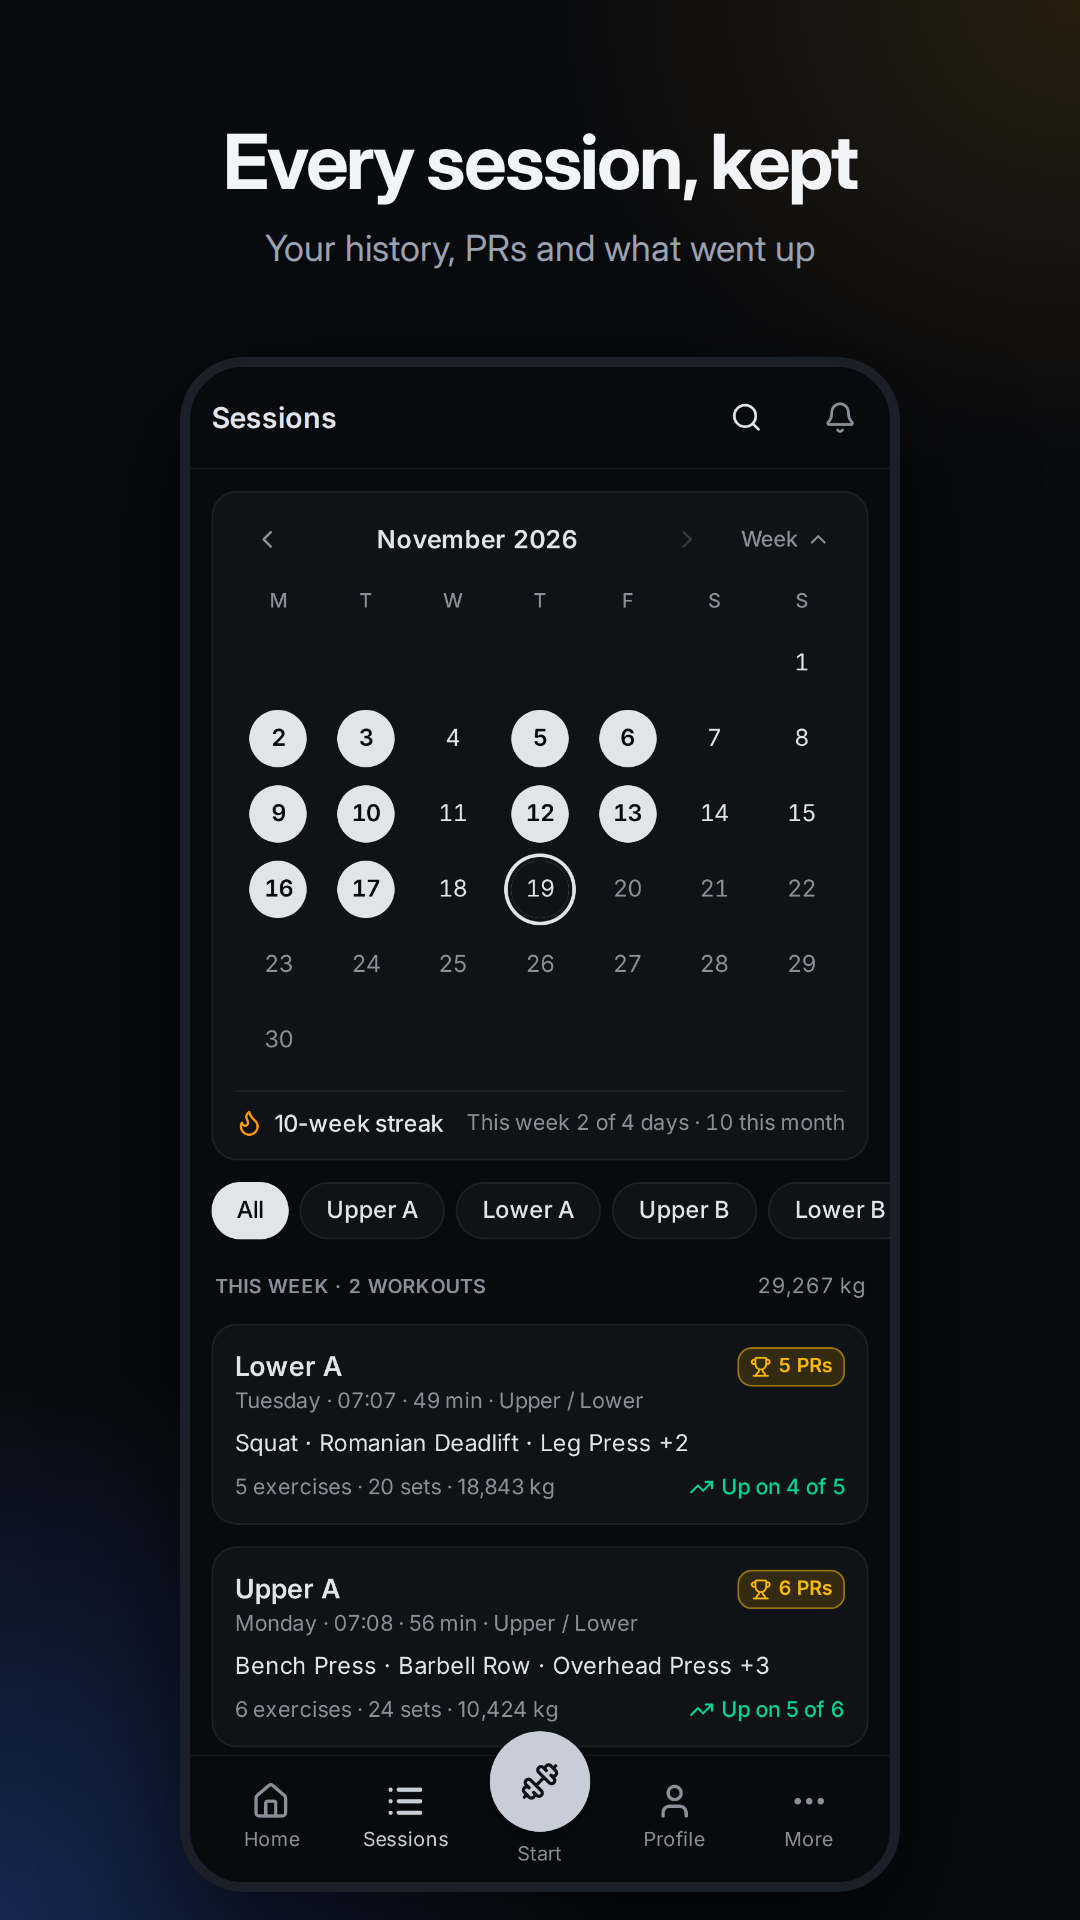 Every session, kept
Your history, PRs and what went up
Sessions
November 2026
Week
M T W T F S S
1
2 3 4 5 6 7 8
9 10 11 12 13 14 15
16 17 18 19 20 21 22
23 24 25 26 27 28 29
30
10-week streak This week 2 of 4 days · 10 this month
All Upper A Lower A Upper B Lower B
THIS WEEK · 2 WORKOUTS 29,267 kg
Lower A 5 PRs
Tuesday · 07:07 · 49 min · Upper / Lower
Squat · Romanian Deadlift · Leg Press +2
5 exercises · 20 sets · 18,843 kg Up on 4 of 5
Upper A 6 PRs
Monday · 07:08 · 56 min · Upper / Lower
Bench Press · Barbell Row · Overhead Press +3
6 exercises · 24 sets · 10,424 kg Up on 5 of 6
Home Sessions Start Profile More